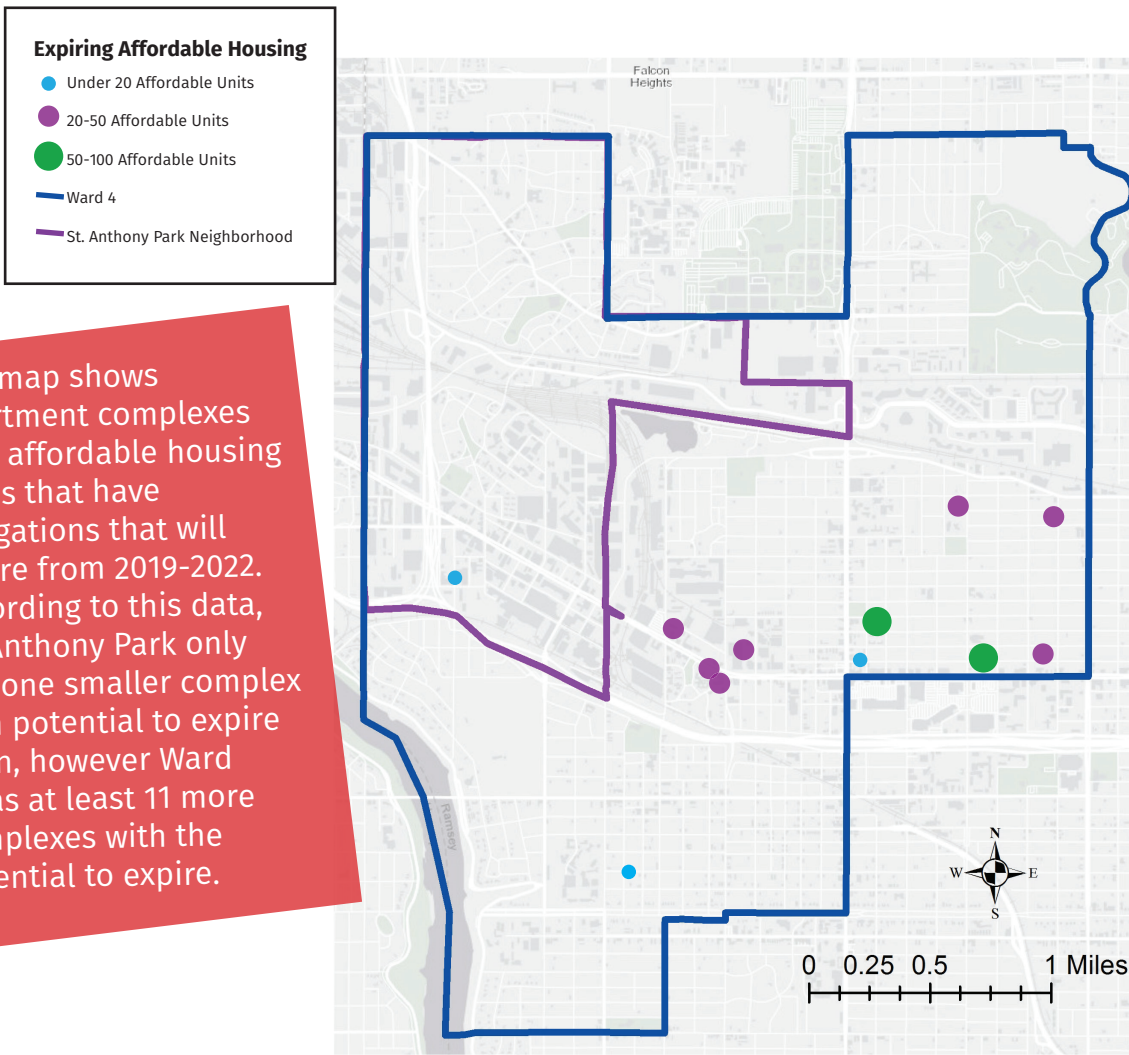 Expiring Affordable Housing
Under 20 Affordable Units
20-50 Affordable Units
50-100 Affordable Units
Ward 4
St. Anthony Park Neighborhood
map shows
rtment complexes
affordable housing
s that have
gations that will
re from 2019-2022.
ording to this data,
Anthony Park only
one smaller complex
potential to expire
n, however Ward
as at least 11 more
mplexes with the
ential to expire.
Falcon
Heights
Ramsey
N
W E
S
0 0.25 0.5 1 Miles